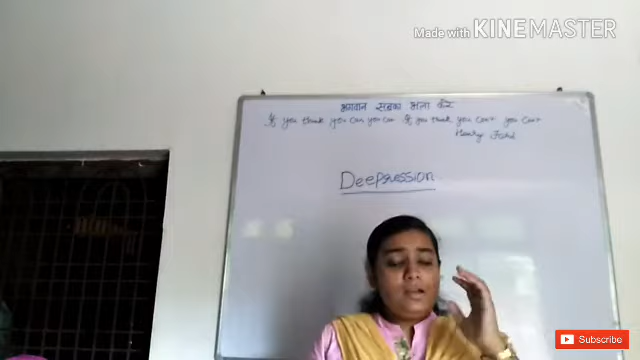 Made with KINEMASTER
भगवान सबका भला करे
If you think you can you can If you think you can't you can't
Henry Ford
Deepression
Subscribe